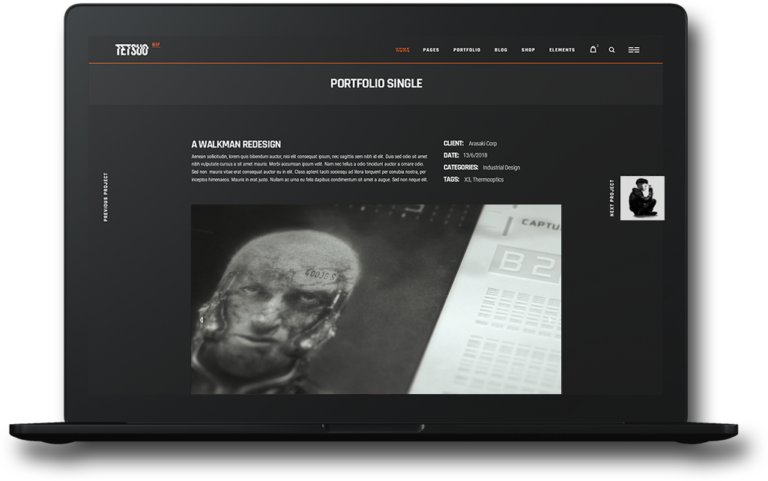 TETSUO
HOME PAGES PORTFOLIO BLOG SHOP ELEMENTS
PORTFOLIO SINGLE
A WALKMAN REDESIGN
Aenean sollicitudin, lorem quis bibendum auctor, nisi elit consequat ipsum, nec sagittis sem nibh id elit. Duis sed odio sit amet
nibh vulputate cursus a sit amet mauris. Morbi accumsan ipsum velit. Nam nec tellus a odio tincidunt auctor a ornare odio.
Sed non mauris vitae erat consequat auctor eu in elit. Class aptent taciti sociosqu ad litora torquent per conubia nostra, per
inceptos himenaeos. Mauris in erat justo. Nullam ac urna eu felis dapibus condimentum sit amet a augue. Sed non neque elit.
CLIENT: Arasaki Corp
DATE: 13/6/2018
CATEGORIES: Industrial Design
TAGS: X3, Thermooptics
PREVIOUS PROJECT
NEXT PROJECT
CAPTU
B2